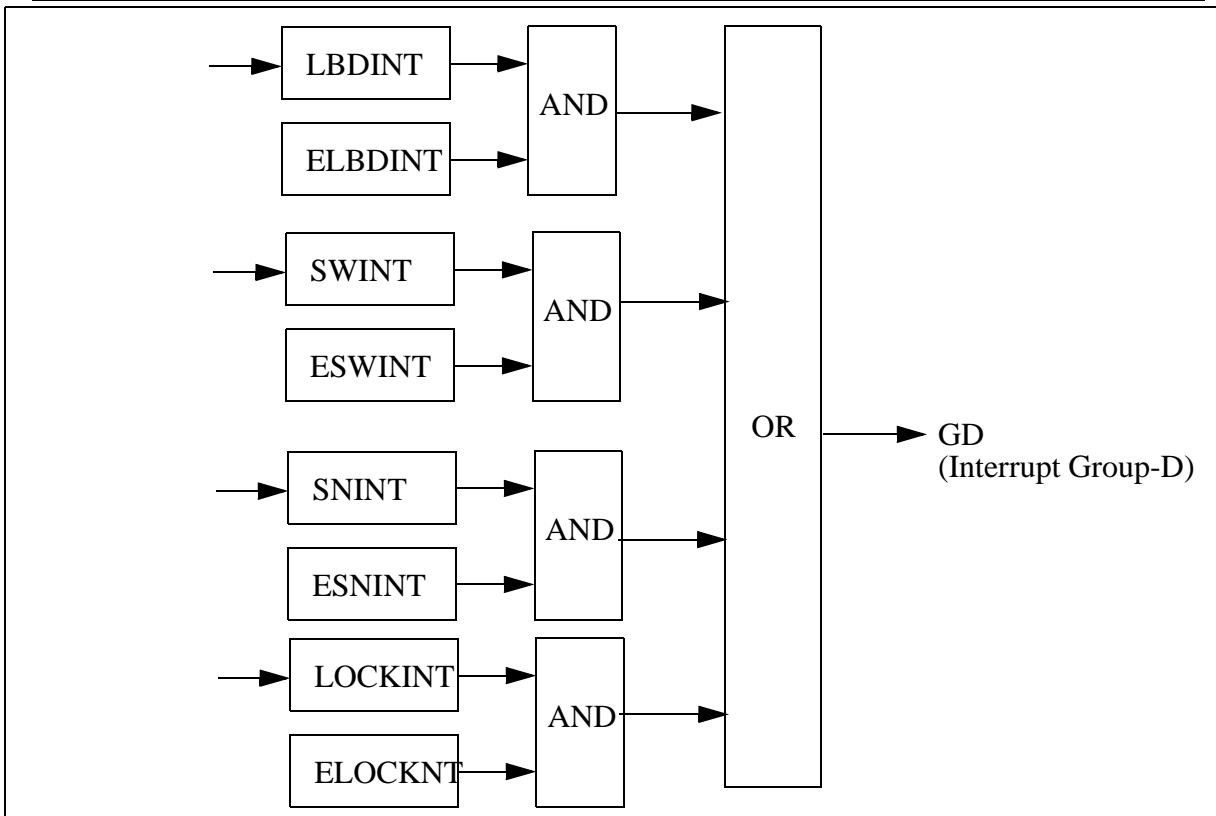 LBDINT
AND
ELBDINT
SWINT
AND
ESWINT
OR
GD
(Interrupt Group-D)
SNINT
AND
ESNINT
LOCKINT
AND
ELOCKNT